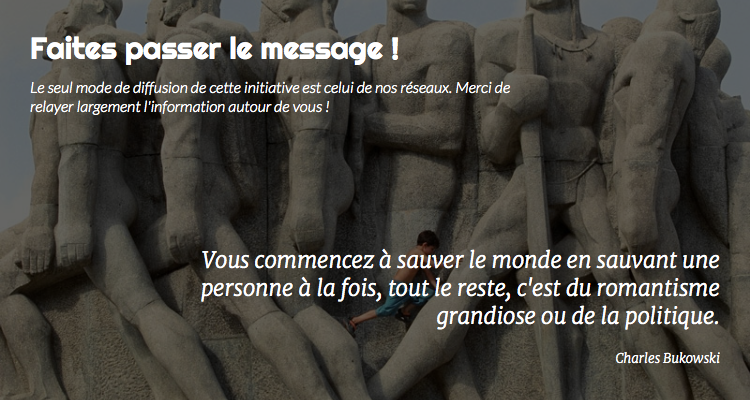 Faites passer le message !
Le seul mode de diffusion de cette initiative est celui de nos réseaux. Merci de
relayer largement l'information autour de vous !
Vous commencez à sauver le monde en sauvant une
personne à la fois, tout le reste, c'est du romantisme
grandiose ou de la politique.
Charles Bukowski